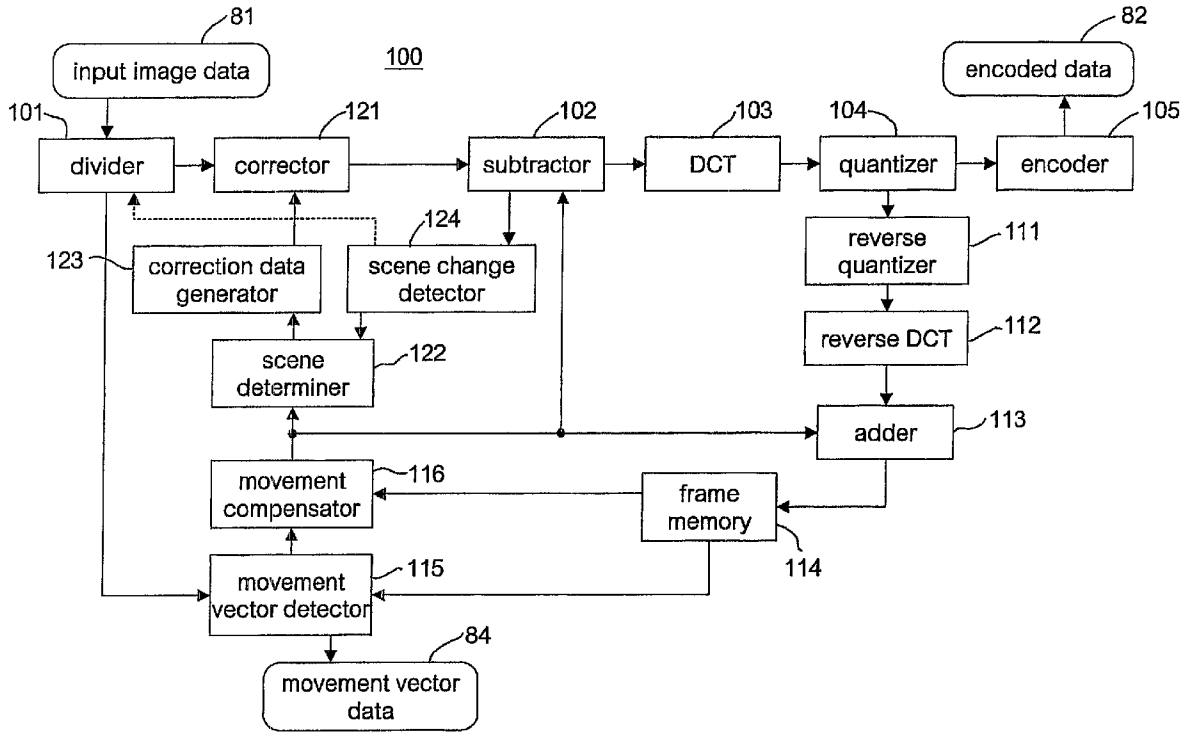 81
input image data
100
82
encoded data
101
divider
121
corrector
102
subtractor
103
DCT
104
quantizer
105
encoder
123
correction data
generator
124
scene change
detector
reverse
quantizer
111
scene
determiner
122
reverse DCT
112
adder
113
movement
compensator
116
frame
memory
114
movement
vector detector
115
84
movement vector
data